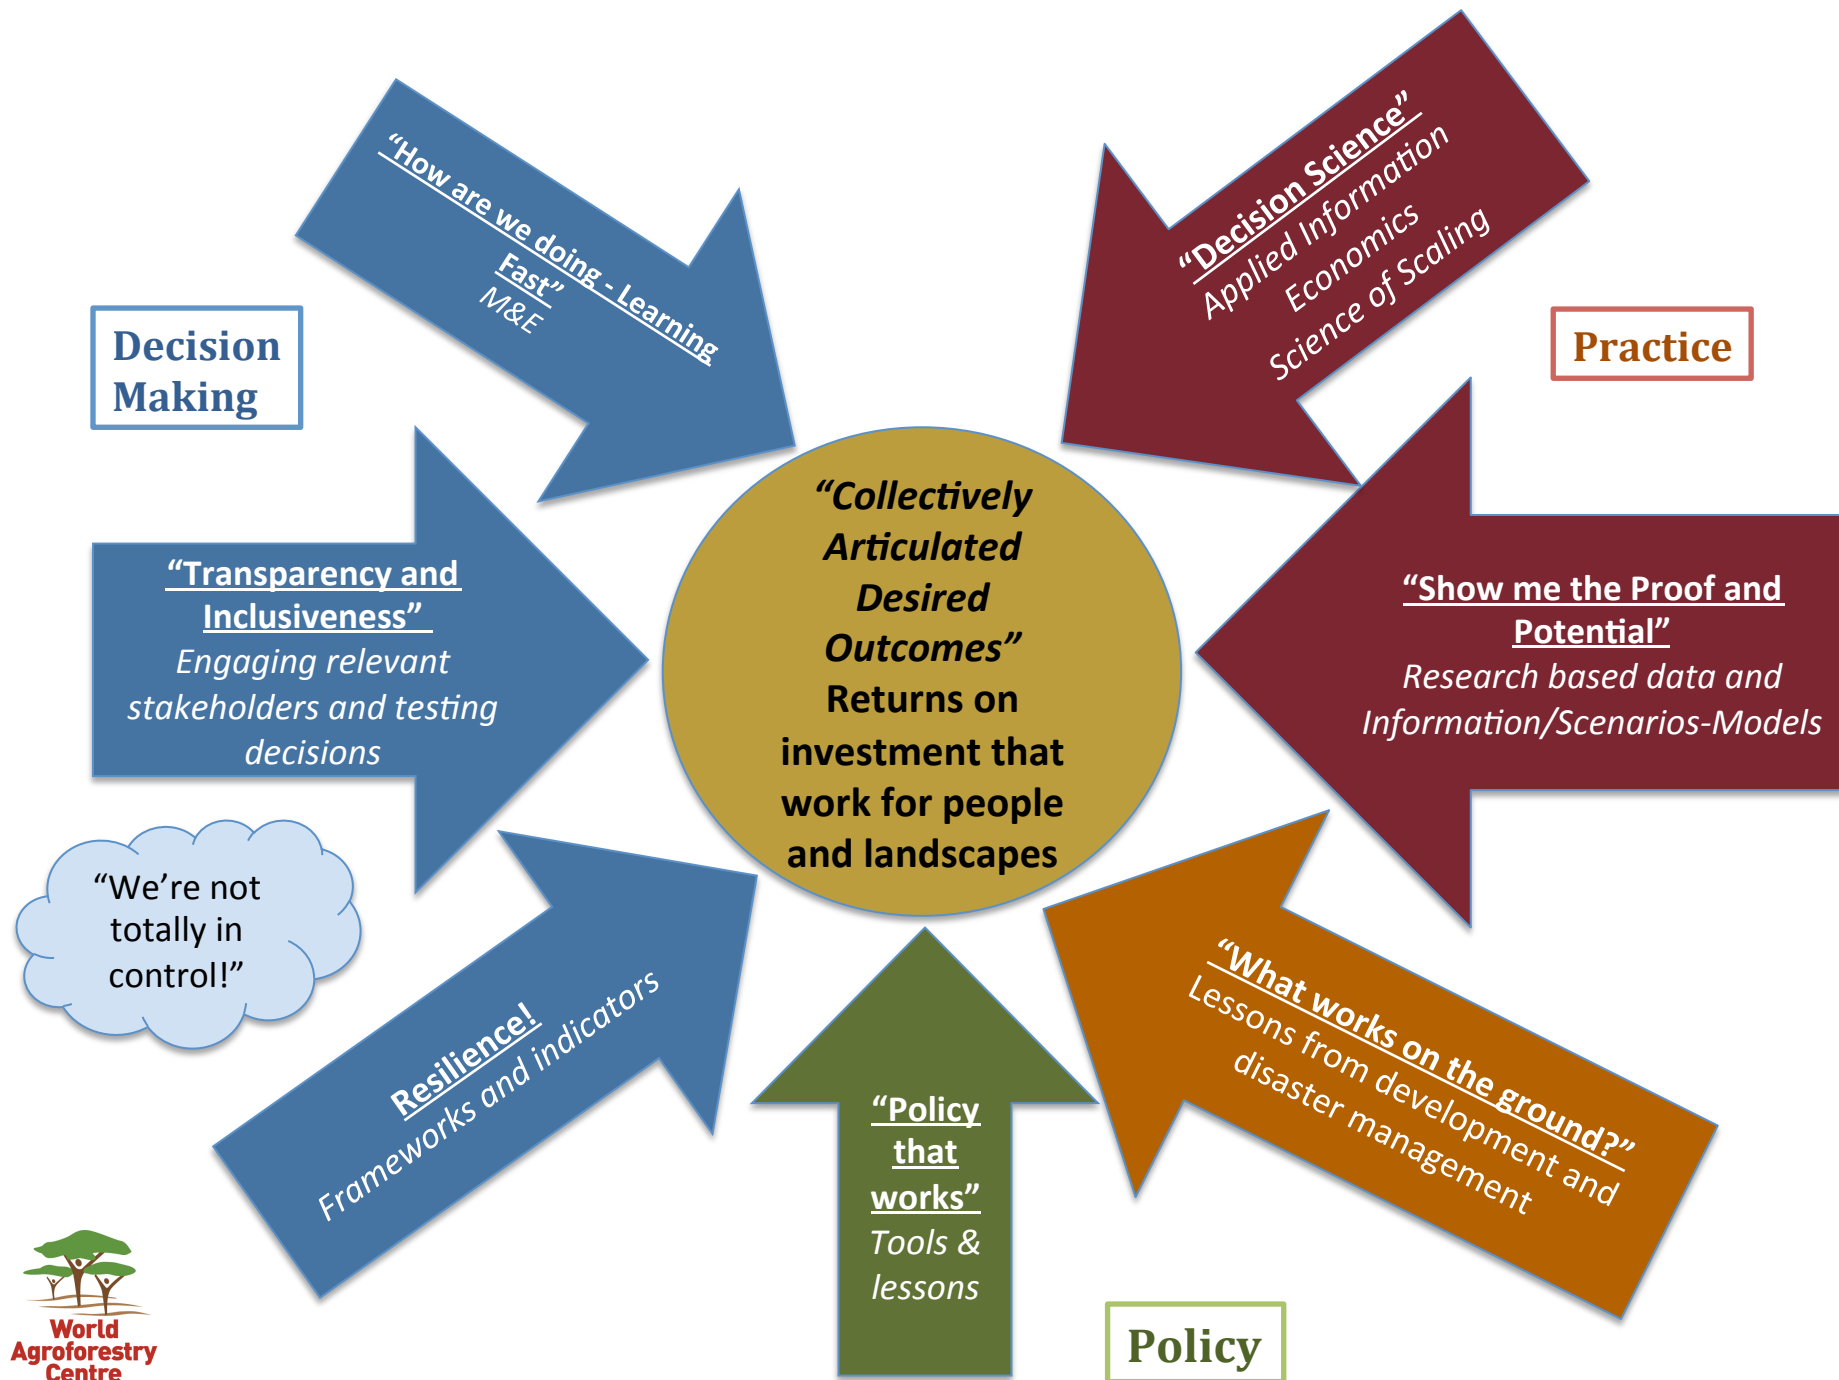 “How are we doing - Learning
Fast”
M&E
“Decision Science”
Applied Information
Economics
Science of Scaling
Decision
Making
Practice
“Collectively
Articulated
Desired
Outcomes”
Returns on
investment that
work for people
and landscapes
“Transparency and
Inclusiveness”
Engaging relevant
stakeholders and testing
decisions
“Show me the Proof and
Potential”
Research based data and
Information/Scenarios-Models
“We’re not
totally in
control!”
Resilience!
Frameworks and indicators
“Policy
that
works”
Tools &
lessons
“What works on the ground?”
Lessons from development and
disaster management
Policy
World
Agroforestry
Centre